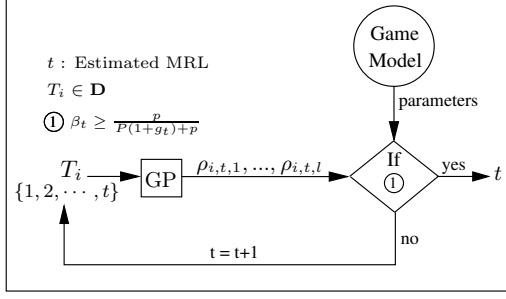 Game
Model
t : Estimated MRL
T_i ∈ D
① β_t ≥ p / (P(1+g_t)+p)
parameters
If
①
yes
t
T_i
{1, 2, ⋯ , t}
GP
ρ_{i,t,1}, ..., ρ_{i,t,l}
no
t = t+1